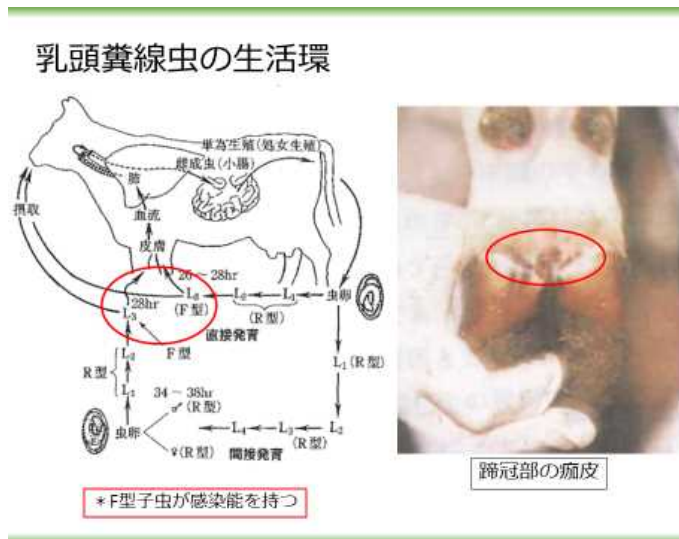 乳頭糞線虫の生活環
単為生殖(処女生殖)
雌成虫(小腸)
肺
血流
摂取
皮膚
26~28hr
28hr
L₃ L₂ L₁ 虫卵
(F型) (R型)
直接発育
L₃
F型
L₁(R型)
L₂
R型
L₁
34~38hr
♂(R型)
虫卵
L₄ L₃ L₂
(R型)
♀(R型) 間接発育
蹄冠部の痂皮
*F型子虫が感染能を持つ